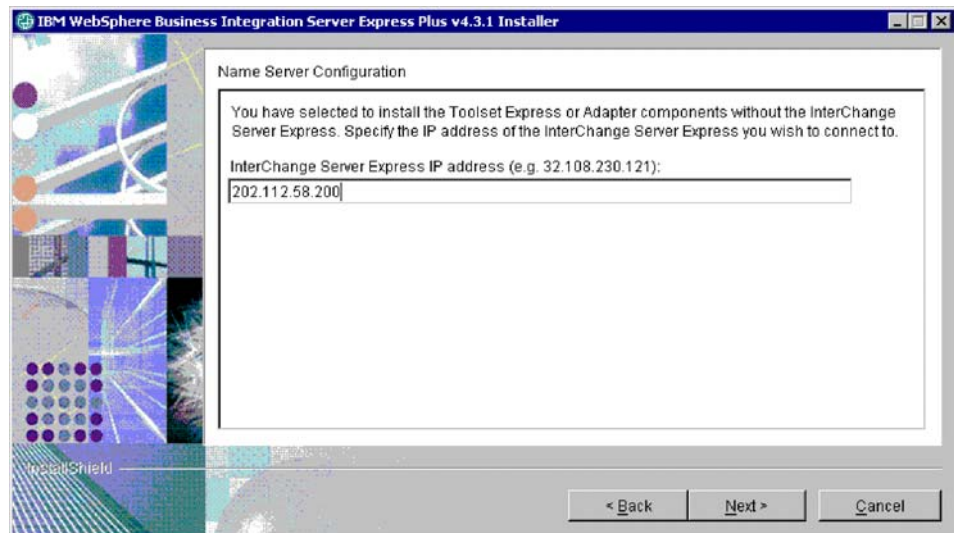 IBM WebSphere Business Integration Server Express Plus v4.3.1 Installer
Name Server Configuration
You have selected to install the Toolset Express or Adapter components without the InterChange
Server Express. Specify the IP address of the InterChange Server Express you wish to connect to.
InterChange Server Express IP address (e.g. 32.108.230.121):
202.112.58.200
InstallShield
< Back
Next >
Cancel